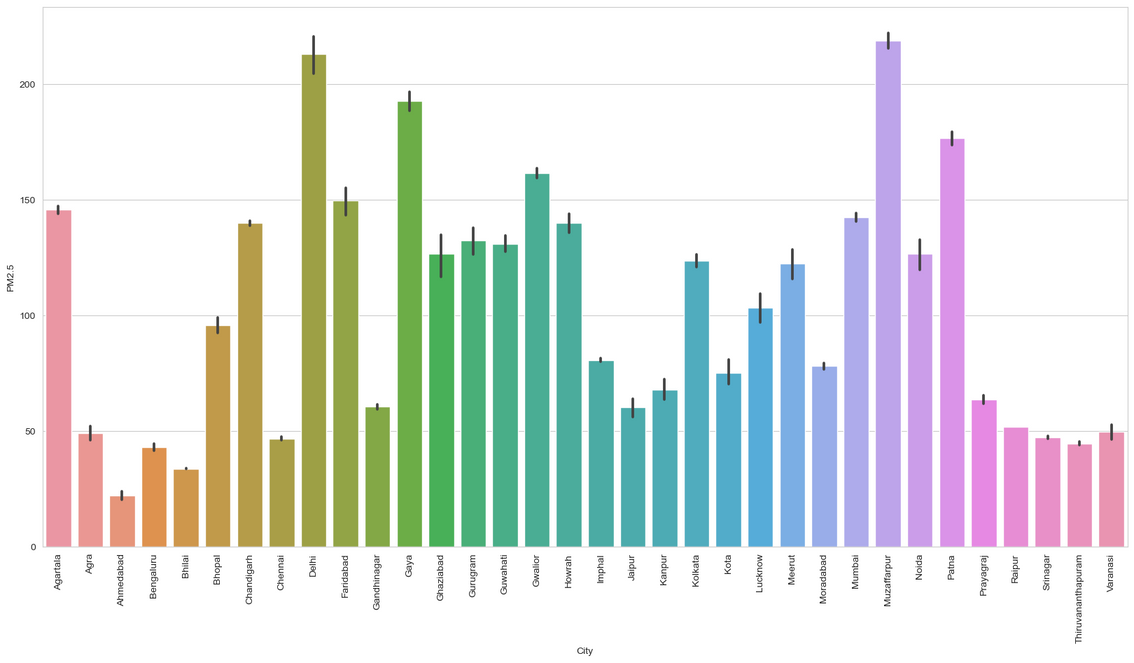 200
150
100
50
0
PM2.5
Agartala
Agra
Ahmedabad
Bengaluru
Bhilai
Bhopal
Chandigarh
Chennai
Delhi
Faridabad
Gandhinagar
Gaya
Ghaziabad
Gurugram
Guwahati
Gwalior
Howrah
Imphal
Jaipur
Kanpur
Kolkata
Kota
Lucknow
Meerut
Moradabad
Mumbai
Muzaffarpur
Noida
Patna
Prayagraj
Raipur
Srinagar
Thiruvananthapuram
Varanasi
City